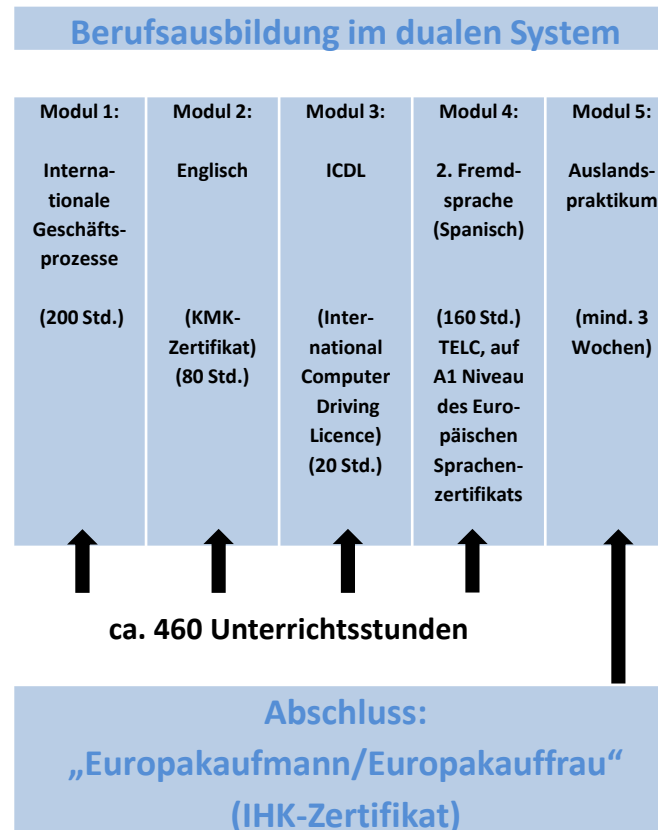 Berufsausbildung im dualen System
Modul 1:
Interna-
tionale
Geschäfts-
prozesse
(200 Std.)
Modul 2:
Englisch
(KMK-
Zertifikat)
(80 Std.)
Modul 3:
ICDL
(Inter-
national
Computer
Driving
Licence)
(20 Std.)
Modul 4:
2. Fremd-
sprache
(Spanisch)
(160 Std.)
TELC, auf
A1 Niveau
des Euro-
päischen
Sprachen-
zertifikats
Modul 5:
Auslands-
praktikum
(mind. 3
Wochen)
ca. 460 Unterrichtsstunden
Abschluss:
„Europakaufmann/Europakauffrau“
(IHK-Zertifikat)